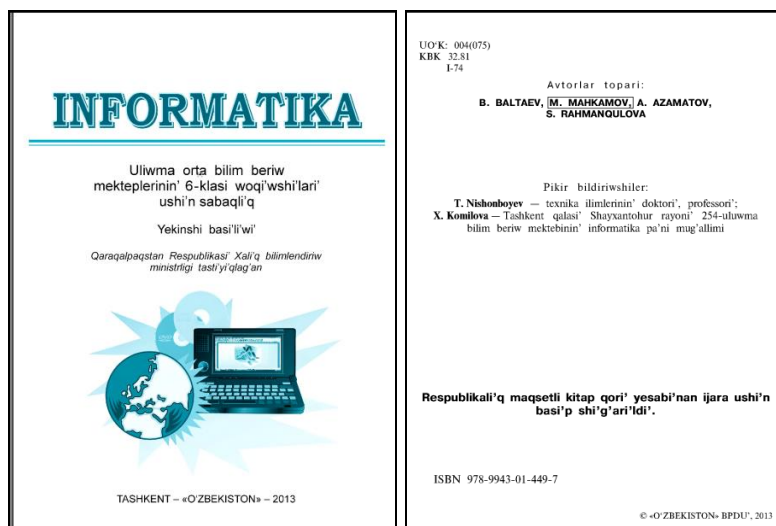 INFORMATIKA
Uliwma orta bilim beriw
mekteplerinin' 6-klasi woqi'wshi'lari'
ushi'n sabaqli'q
Yekinshi basi'li'wi'
Qaraqalpaqstan Respublikasi' Xali'q bilimlendiriw
ministrligi tasti'yi'qlag'an
TASHKENT – «O'ZBEKISTON» – 2013
UO‘K: 004(075)
KBK 32.81
I-74
Avtorlar topari:
B. BALTAEV, M. MAHKAMOV, A. AZAMATOV,
S. RAHMANQULOVA
Pikir bildiriwshiler:
T. Nishonboyev — texnika ilimlerinin' doktori', professori';
X. Komilova — Tashkent qalasi' Shayxantohur rayoni' 254-uluwma
bilim beriw mektebinin' informatika pa'ni mug'allimi
Respublikali'q maqsetli kitap qori' yesabi'nan ijara ushi'n
basi'p shi'g'ari'ldi'.
ISBN 978-9943-01-449-7
© «O‘ZBEKISTON» BPDU', 2013